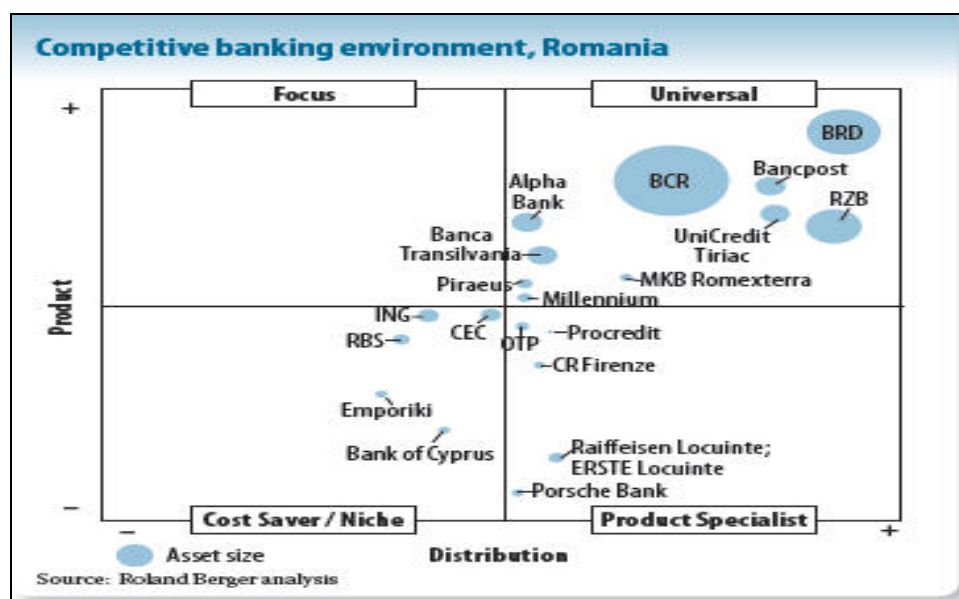 Competitive banking environment, Romania
Focus
Universal
+
BRD
Bancpost
Alpha
Bank
BCR
RZB
Banca
Transilvania
UniCredit
Tiriac
Piraeus
MKB Romexterra
Millennium
Product
ING
CEC
OTP
Procredit
RBS
CR Firenze
Emporiki
Bank of Cyprus
Raiffeisen Locuinte;
ERSTE Locuinte
Porsche Bank
–
Cost Saver / Niche
Product Specialist
–
+
Asset size
Distribution
Source: Roland Berger analysis